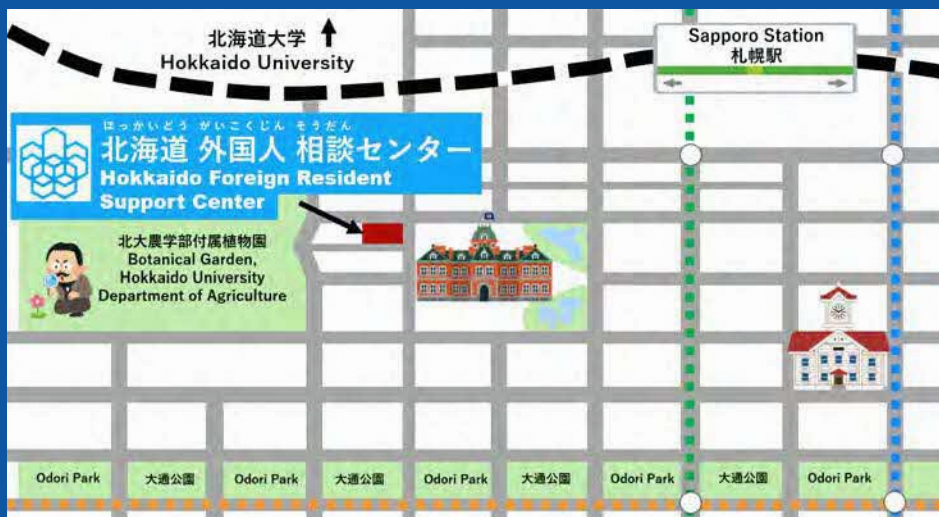 北海道大学
Hokkaido University
Sapporo Station
札幌駅
ほっかいどう がいこくじん そうだん
北海道 外国人 相談センター
Hokkaido Foreign Resident
Support Center
北大農学部付属植物園
Botanical Garden,
Hokkaido University
Department of Agriculture
Odori Park
大通公園
Odori Park
大通公園
Odori Park
大通公園
Odori Park
大通公園
Odori Park